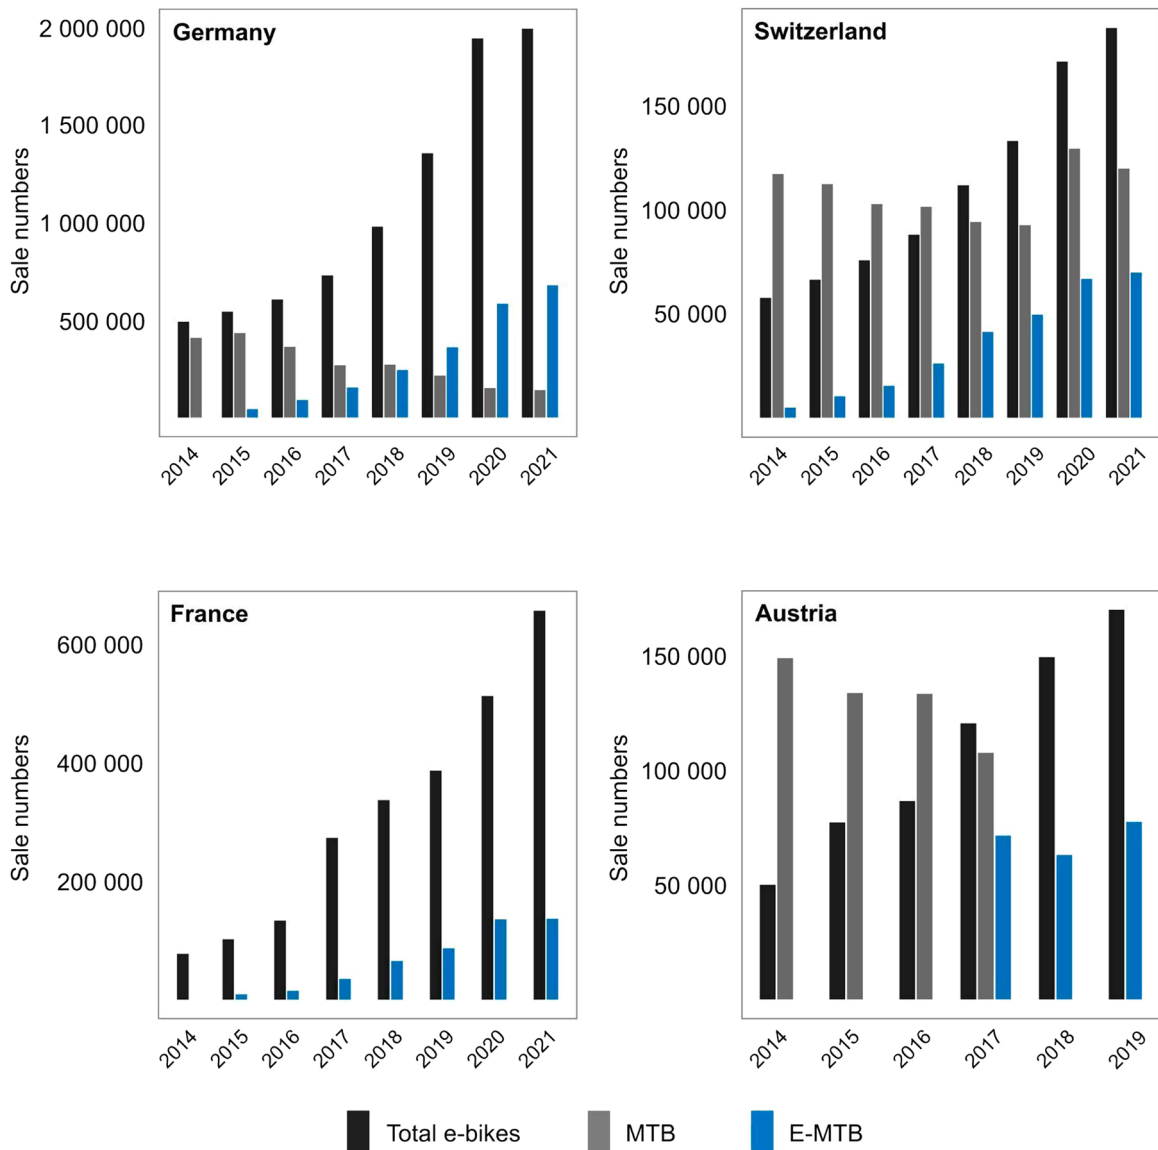 Germany
2 000 000
1 500 000
1 000 000
500 000
Sale numbers
2014 2015 2016 2017 2018 2019 2020 2021
Switzerland
150 000
100 000
50 000
Sale numbers
2014 2015 2016 2017 2018 2019 2020 2021
France
600 000
400 000
200 000
Sale numbers
2014 2015 2016 2017 2018 2019 2020 2021
Austria
150 000
100 000
50 000
Sale numbers
2014 2015 2016 2017 2018 2019
Total e-bikes MTB E-MTB